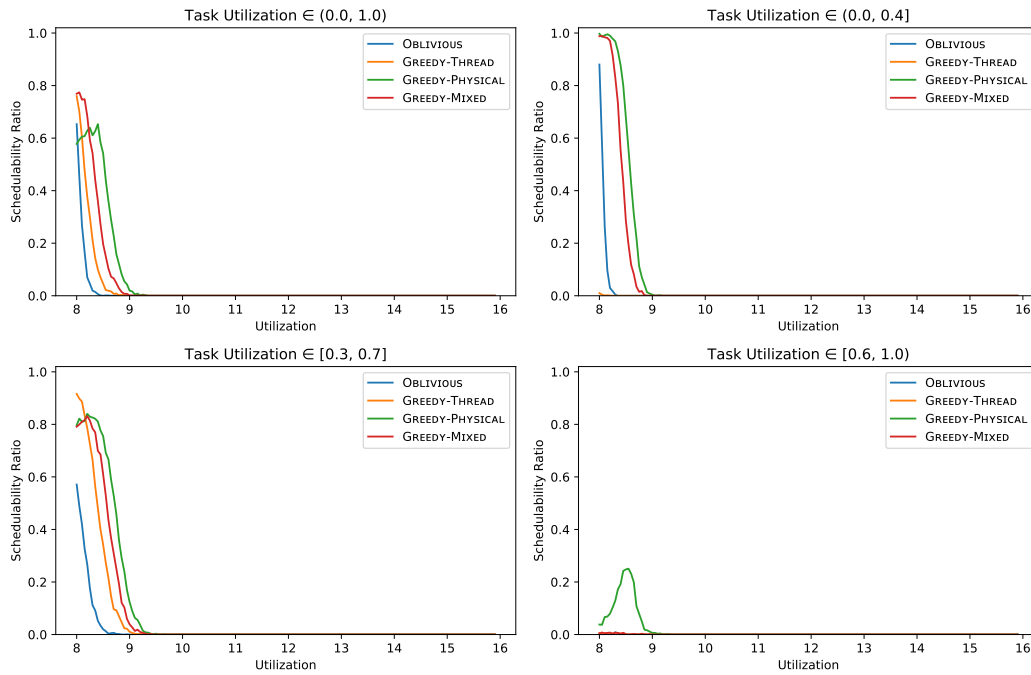 Task Utilization ∈ (0.0, 1.0)
1.0
0.8
0.6
0.4
0.2
0.0
Schedulability Ratio
Oblivious
Greedy-Thread
Greedy-Physical
Greedy-Mixed
8 9 10 11 12 13 14 15 16
Utilization
Task Utilization ∈ (0.0, 0.4]
1.0
0.8
0.6
0.4
0.2
0.0
Schedulability Ratio
Oblivious
Greedy-Thread
Greedy-Physical
Greedy-Mixed
8 9 10 11 12 13 14 15 16
Utilization
Task Utilization ∈ [0.3, 0.7]
1.0
0.8
0.6
0.4
0.2
0.0
Schedulability Ratio
Oblivious
Greedy-Thread
Greedy-Physical
Greedy-Mixed
8 9 10 11 12 13 14 15 16
Utilization
Task Utilization ∈ [0.6, 1.0)
1.0
0.8
0.6
0.4
0.2
0.0
Schedulability Ratio
Oblivious
Greedy-Thread
Greedy-Physical
Greedy-Mixed
8 9 10 11 12 13 14 15 16
Utilization